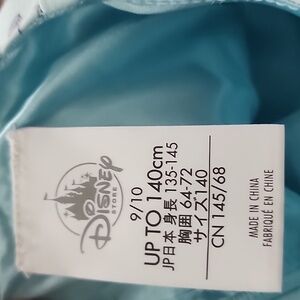 Disney
STORE
9/10
UP TO 140cm
JP日本 身長 135-145
胸囲 64-72
サイズ140
CN 145/68
MADE IN CHINA
FABRIQUÉ EN CHINE